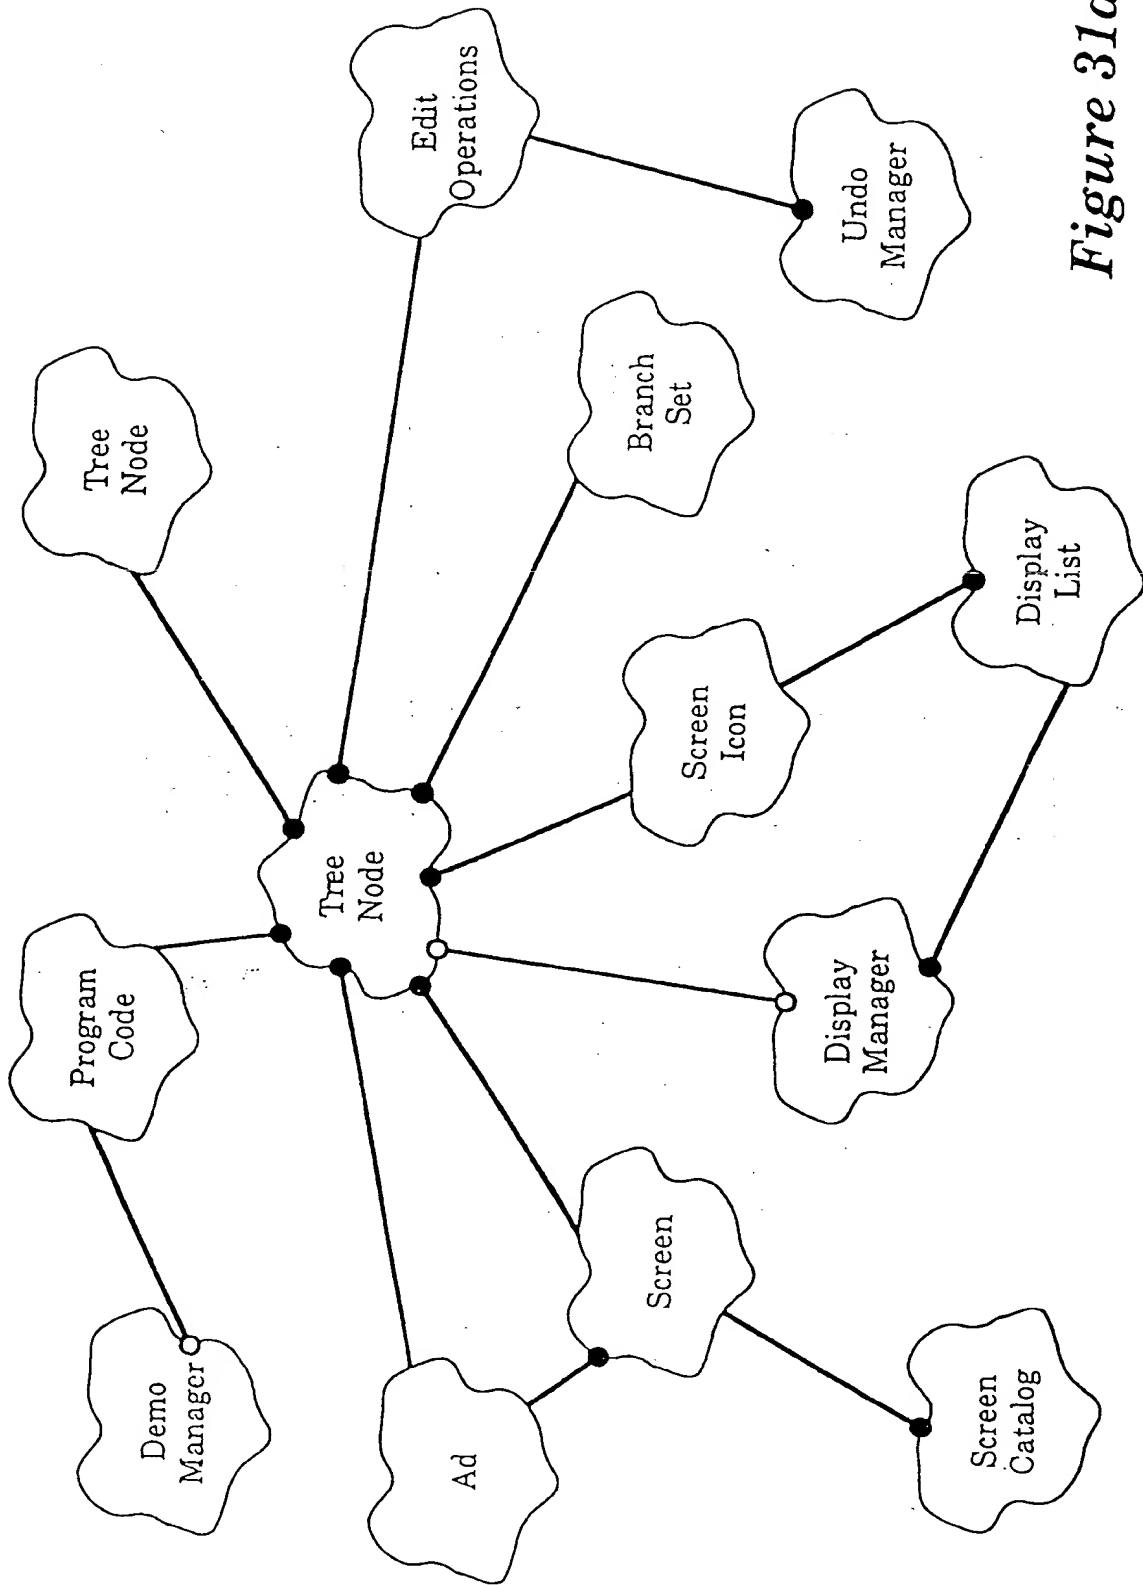 Demo
Manager
Program
Code
Tree
Node
Ad
Tree
Node
Edit
Operations
Screen
Screen
Icon
Branch
Set
Display
Manager
Undo
Manager
Screen
Catalog
Display
List
Figure 31a